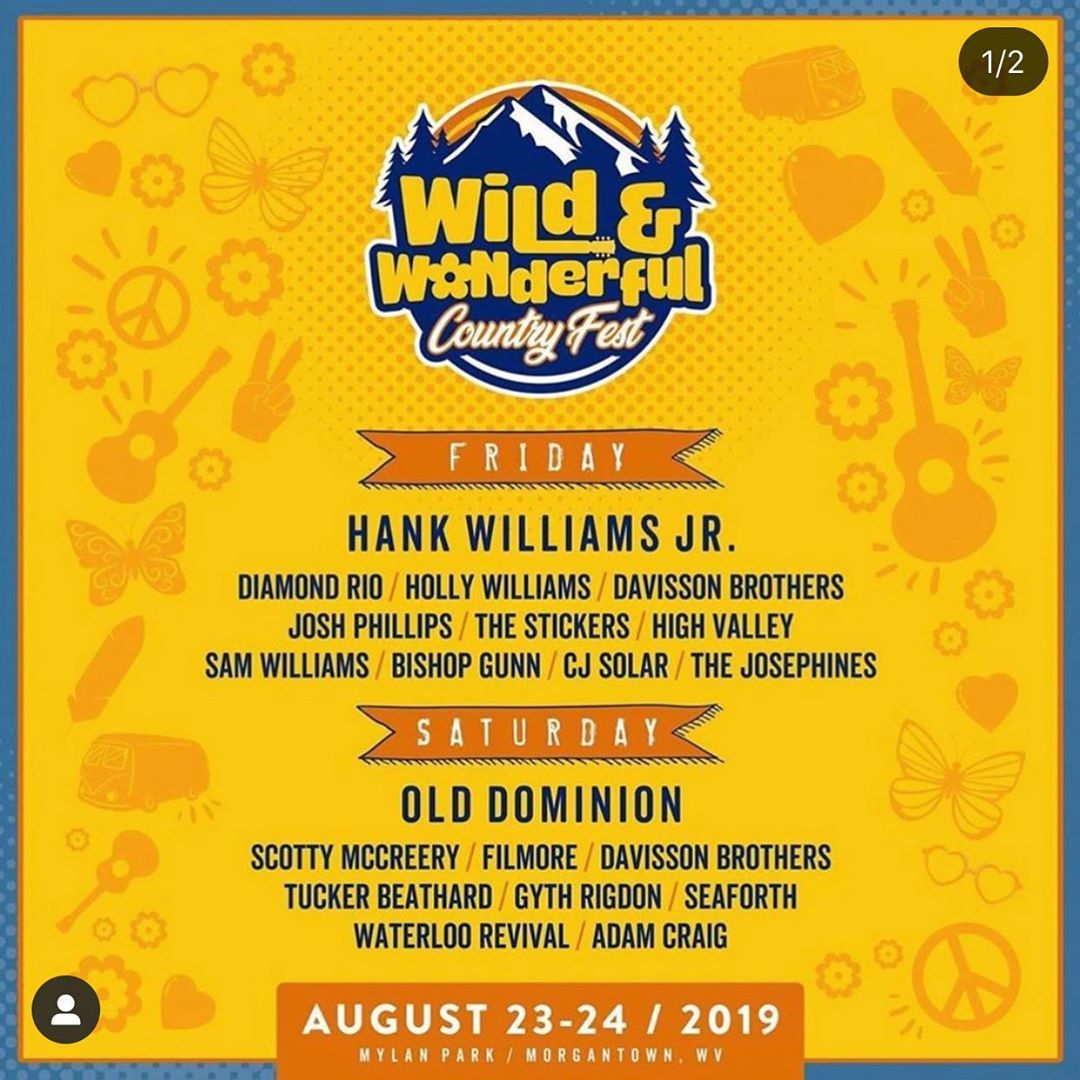 1/2
Wild &
Wonderful
Country Fest
FRIDAY
HANK WILLIAMS JR.
DIAMOND RIO / HOLLY WILLIAMS / DAVISSON BROTHERS
JOSH PHILLIPS / THE STICKERS / HIGH VALLEY
SAM WILLIAMS / BISHOP GUNN / CJ SOLAR / THE JOSEPHINES
SATURDAY
OLD DOMINION
SCOTTY MCCREERY / FILMORE / DAVISSON BROTHERS
TUCKER BEATHARD / GYTH RIGDON / SEAFORTH
WATERLOO REVIVAL / ADAM CRAIG
AUGUST 23-24 / 2019
MYLAN PARK / MORGANTOWN, WV